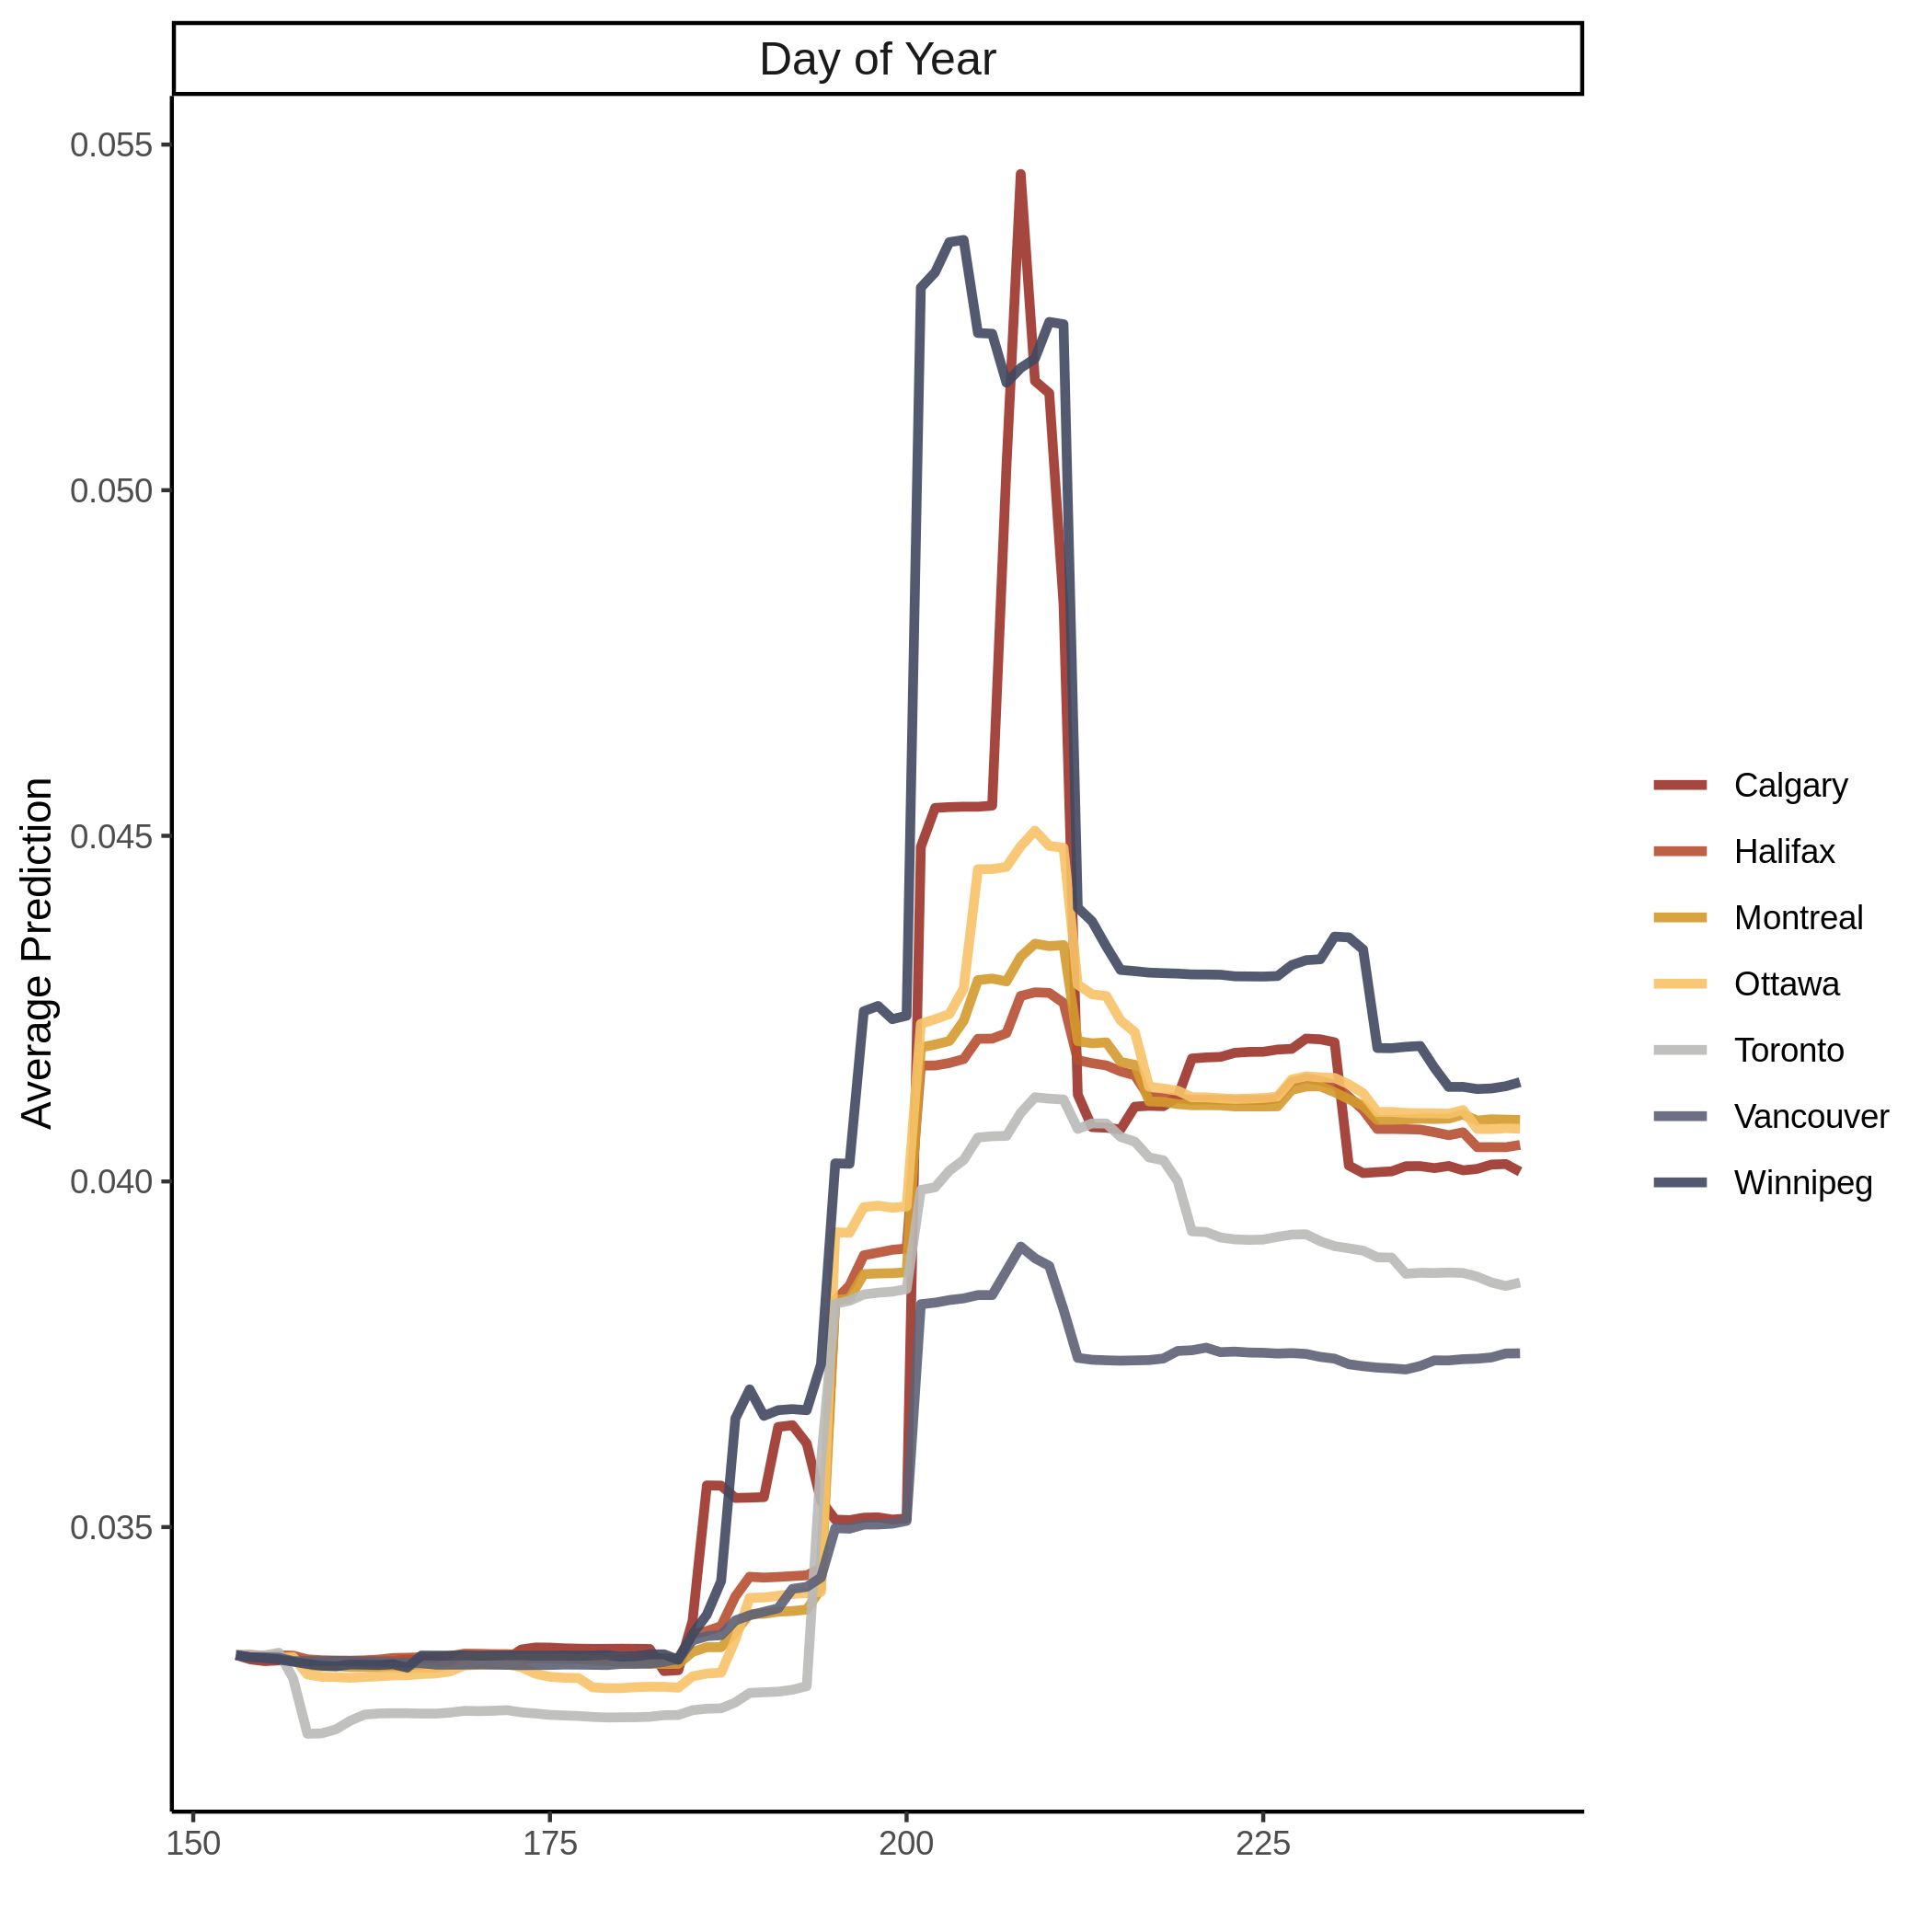 Day of Year
0.055
0.050
0.045
0.040
0.035
Average Prediction
150
175
200
225
Calgary
Halifax
Montreal
Ottawa
Toronto
Vancouver
Winnipeg